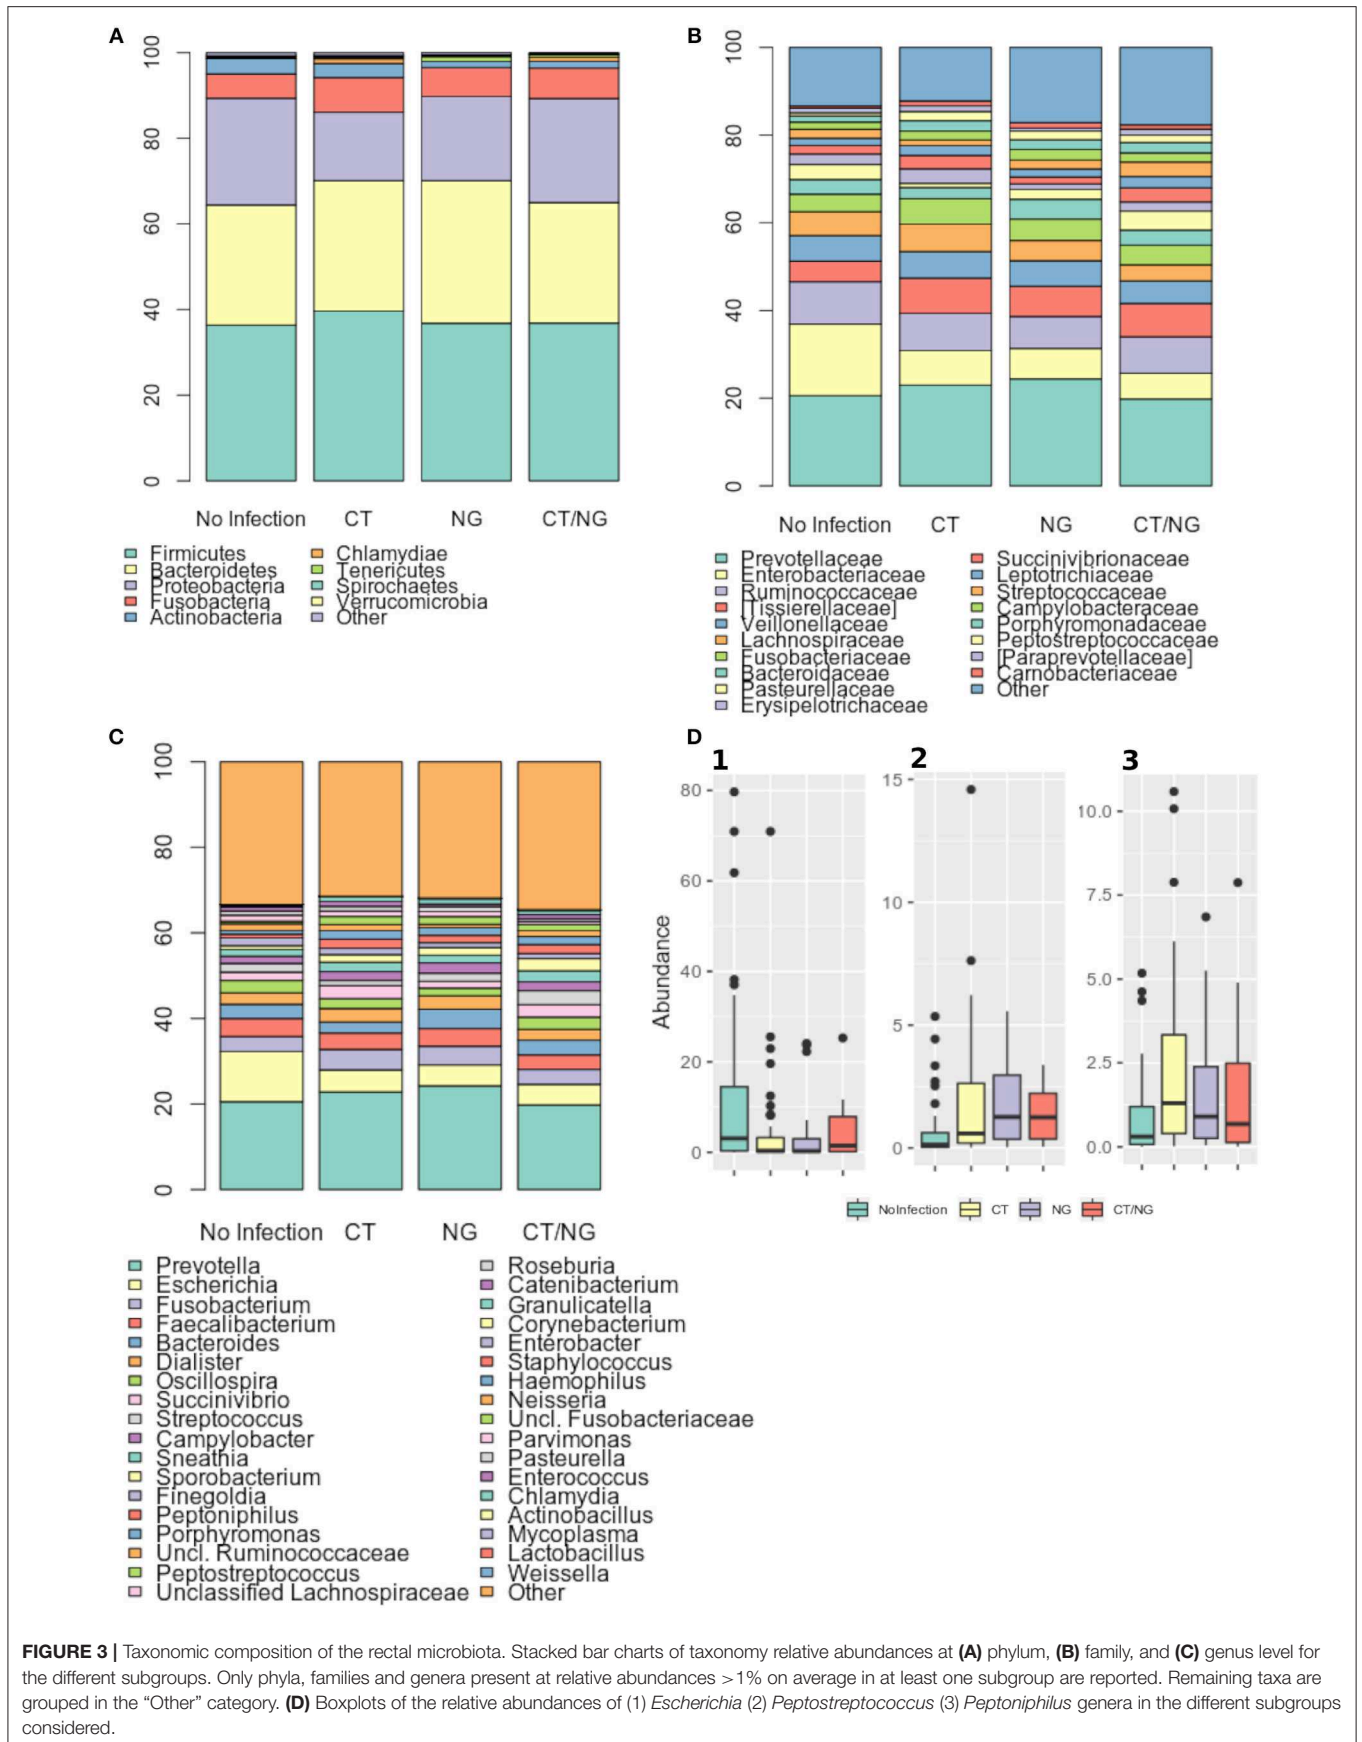 A
100
80
60
40
20
0
No Infection CT NG CT/NG
Firmicutes
Bacteroidetes
Proteobacteria
Fusobacteria
Actinobacteria
Chlamydiae
Tenericutes
Spirochaetes
Verrucomicrobia
Other
B
100
80
60
40
20
0
No Infection CT NG CT/NG
Prevotellaceae
Enterobacteriaceae
Ruminococcaceae
[Tissierellaceae]
Veillonellaceae
Lachnospiraceae
Fusobacteriaceae
Bacteroidaceae
Pasteurellaceae
Erysipelotrichaceae
Succinivibrionaceae
Leptotrichiaceae
Streptococcaceae
Campylobacteraceae
Porphyromonadaceae
Peptostreptococcaceae
[Paraprevotellaceae]
Carnobacteriaceae
Other
C
100
80
60
40
20
0
No Infection CT NG CT/NG
Prevotella
Escherichia
Fusobacterium
Faecalibacterium
Bacteroides
Dialister
Oscillospira
Succinivibrio
Streptococcus
Campylobacter
Sneathia
Sporobacterium
Finegoldia
Peptoniphilus
Porphyromonas
Uncl. Ruminococcaceae
Peptostreptococcus
Unclassified Lachnospiraceae
Roseburia
Catenibacterium
Granulicatella
Corynebacterium
Enterobacter
Staphylococcus
Haemophilus
Neisseria
Uncl. Fusobacteriaceae
Parvimonas
Pasteurella
Enterococcus
Chlamydia
Actinobacillus
Mycoplasma
Lactobacillus
Weissella
Other
D
1
Abundance
80
60
40
20
0
2
15
10
5
0
3
10.0
7.5
5.0
2.5
0.0
NoInfection CT NG CT/NG
FIGURE 3 | Taxonomic composition of the rectal microbiota. Stacked bar charts of taxonomy relative abundances at (A) phylum, (B) family, and (C) genus level for
the different subgroups. Only phyla, families and genera present at relative abundances >1% on average in at least one subgroup are reported. Remaining taxa are
grouped in the “Other” category. (D) Boxplots of the relative abundances of (1) Escherichia (2) Peptostreptococcus (3) Peptoniphilus genera in the different subgroups
considered.